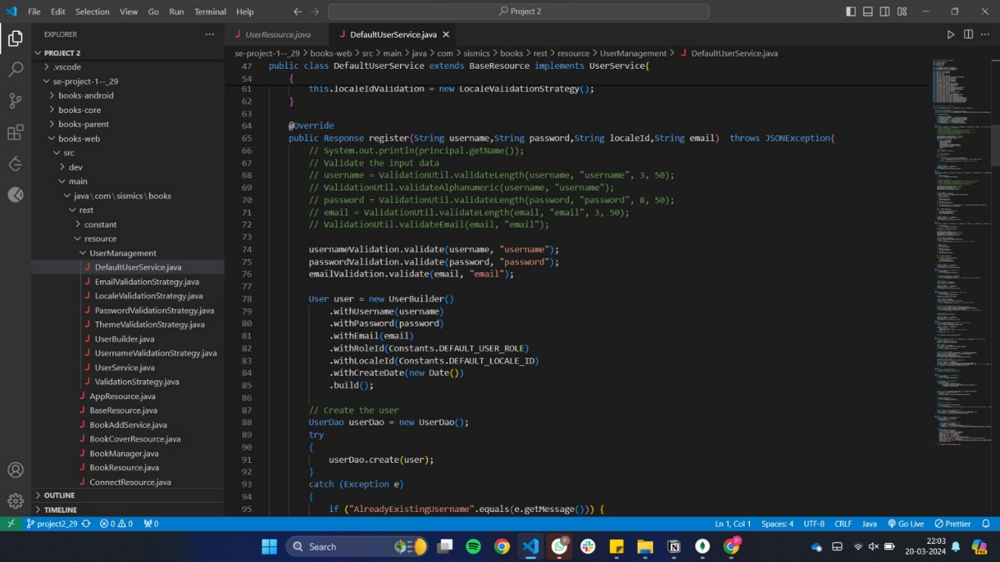 File Edit Selection View Go Run Terminal Help
Project 2
EXPLORER
PROJECT 2
.vscode
se-project-1--_29
books-android
books-core
books-parent
books-web
src
dev
main
java\com\sismics\books
rest
constant
resource
UserManagement
DefaultUserService.java
EmailValidationStrategy.java
LocaleValidationStrategy.java
PasswordValidationStrategy.java
ThemeValidationStrategy.java
UserBuilder.java
UsernameValidationStrategy.java
UserService.java
ValidationStrategy.java
AppResource.java
BaseResource.java
BookAddService.java
BookCoverResource.java
BookManager.java
BookResource.java
ConnectResource.java
OUTLINE
TIMELINE
UserResource.java DefaultUserService.java
se-project-1--_29 > books-web > src > main > java > com > sismics > books > rest > resource > UserManagement > DefaultUserService.java
47 public class DefaultUserService extends BaseResource implements UserService{
54 {
61 this.localeIdValidation = new LocaleValidationStrategy();
62 }
63
64 @Override
65 public Response register(String username,String password,String localeId,String email)  throws JSONException{
66 // System.out.println(principal.getName());
67 // Validate the input data
68 // username = ValidationUtil.validateLength(username, "username", 3, 50);
69 // ValidationUtil.validateAlphanumeric(username, "username");
70 // password = ValidationUtil.validateLength(password, "password", 8, 50);
71 // email = ValidationUtil.validateLength(email, "email", 3, 50);
72 // ValidationUtil.validateEmail(email, "email");
73
74 usernameValidation.validate(username, "username");
75 passwordValidation.validate(password, "password");
76 emailValidation.validate(email, "email");
77
78 User user = new UserBuilder()
79 .withUsername(username)
80 .withPassword(password)
81 .withEmail(email)
82 .withRoleId(Constants.DEFAULT_USER_ROLE)
83 .withLocaleId(Constants.DEFAULT_LOCALE_ID)
84 .withCreateDate(new Date())
85 .build();
86
87 // Create the user
88 UserDao userDao = new UserDao();
89 try
90 {
91 userDao.create(user);
92 }
93 catch (Exception e)
94 {
95 if ("AlreadyExistingUsername".equals(e.getMessage())) {
project2_29 0 0 0 Ln 1, Col 1 Spaces: 4 UTF-8 CRLF Java Go Live Prettier
Search
P
P
22:03
20-03-2024
PRE